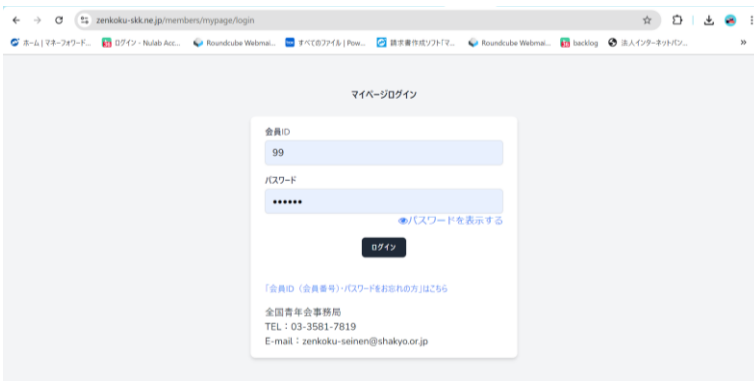 zenkoku-skk.ne.jp/members/mypage/login
ホーム | マネーフォワード...
ログイン - Nulab Acc...
Roundcube Webmai...
すべてのファイル | Pow...
請求書作成ソフト「マ...
Roundcube Webmai...
backlog
法人インターネットバン...
»
マイページログイン
会員ID
99
パスワード
••••••
パスワードを表示する
ログイン
「会員ID（会員番号）・パスワードをお忘れの方」はこちら
全国青年会事務局
TEL：03-3581-7819
E-mail：zenkoku-seinen@shakyo.or.jp